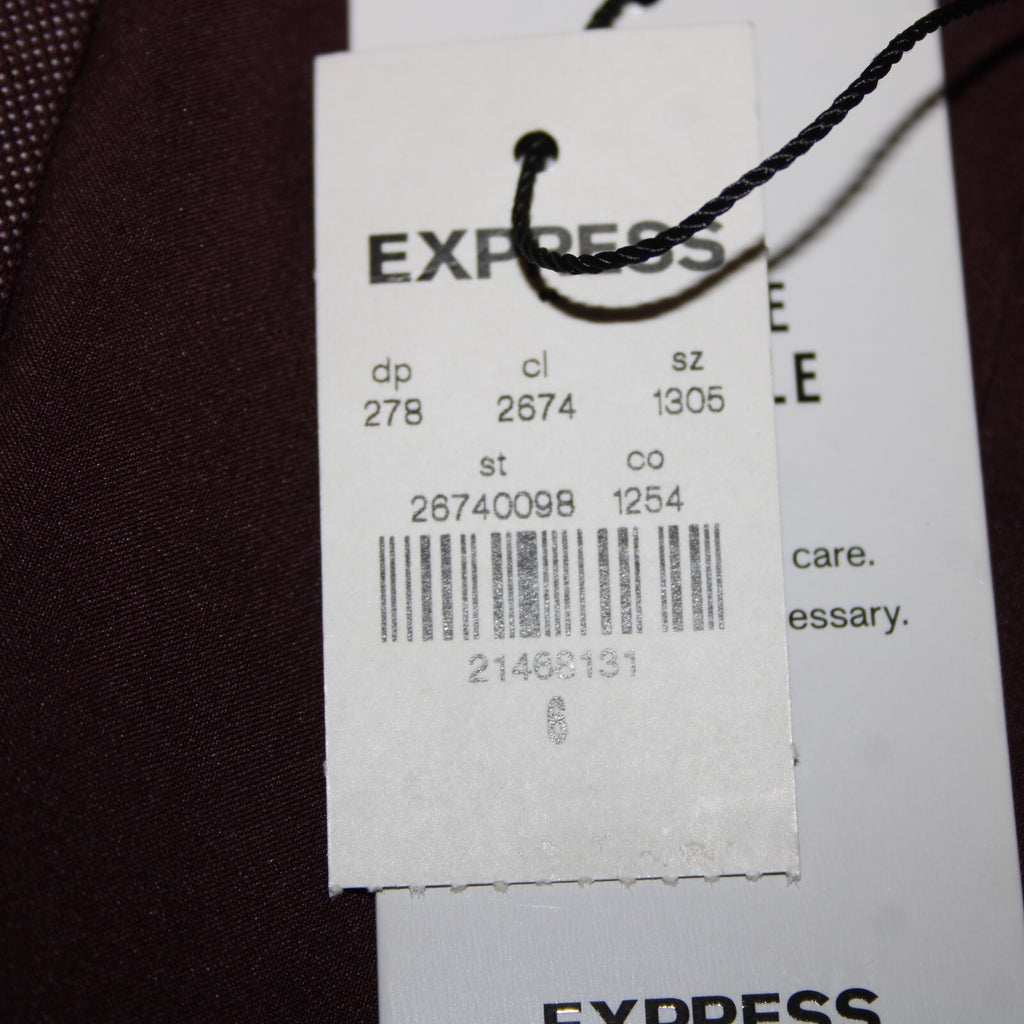 EXPRESS
dp cl sz
278 2674 1305
st co
26740098 1254
21468131
6
E
LE
care.
essary.
EXPRESS